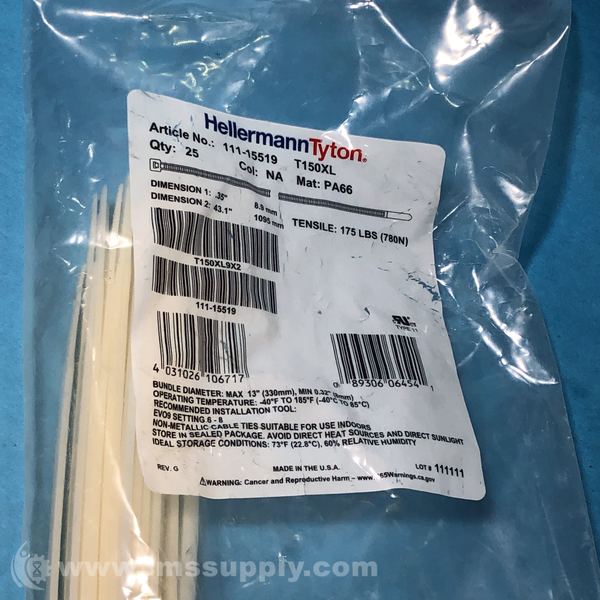 HellermannTyton®
Article No.: 111-15519 T150XL
Qty: 25 Col: NA Mat: PA66
DIMENSION 1: .35" 8.9 mm
DIMENSION 2: 43.1" 1095 mm
TENSILE: 175 LBS (780N)
T150XL9X2
111-15519
TYPE 11
4 031026 106717
0 89306 06454 1
BUNDLE DIAMETER: MAX 13" (330mm), MIN 0.32" (8mm)
OPERATING TEMPERATURE: -40°F TO 185°F (-40°C TO 85°C)
RECOMMENDED INSTALLATION TOOL:
EVO9 SETTING 6 - 8
NON-METALLIC CABLE TIES SUITABLE FOR USE INDOORS
STORE IN SEALED PACKAGE. AVOID DIRECT HEAT SOURCES AND DIRECT SUNLIGHT
IDEAL STORAGE CONDITIONS: 73°F (22.8°C), 60% RELATIVE HUMIDITY
REV. G MADE IN THE U.S.A. LOT # 111111
WARNING: Cancer and Reproductive Harm – www.P65Warnings.ca.gov
www.imssupply.com